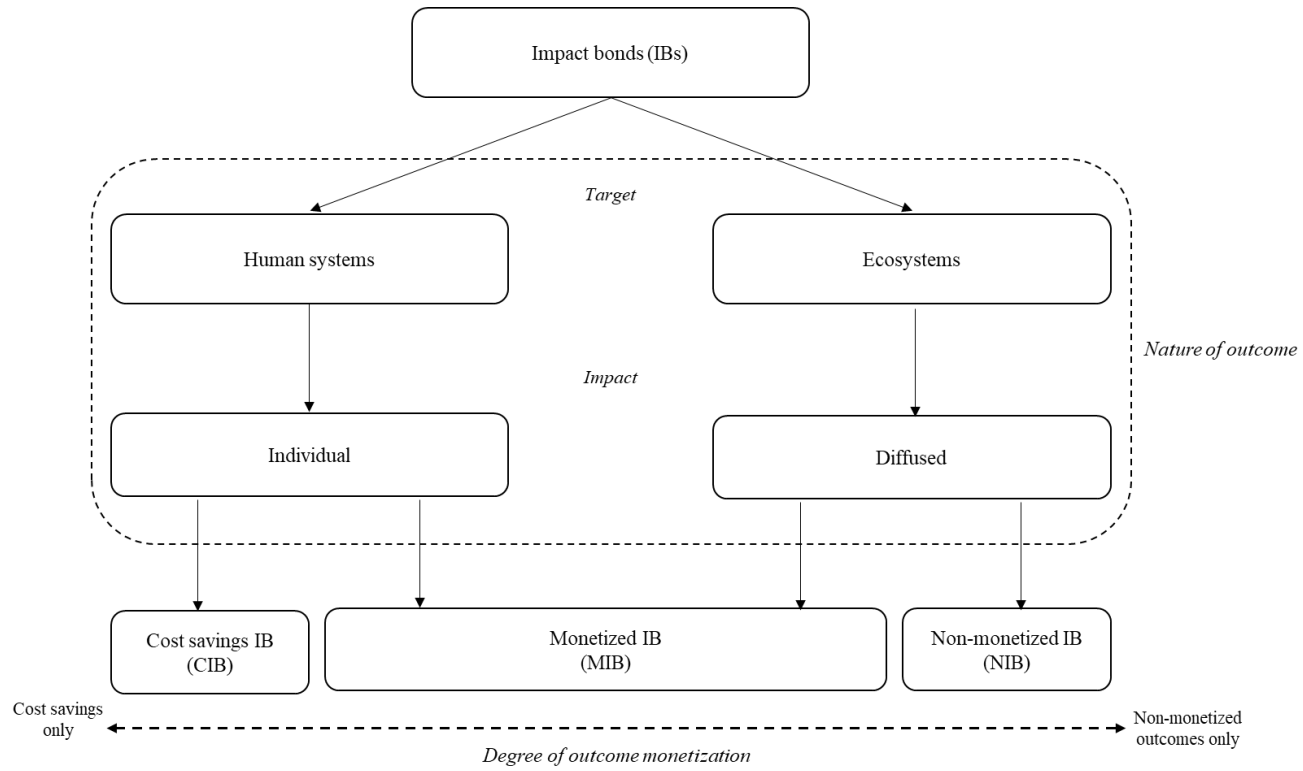 Impact bonds (IBs)
Target
Human systems
Ecosystems
Nature of outcome
Impact
Individual
Diffused
Cost savings IB
(CIB)
Monetized IB
(MIB)
Non-monetized IB
(NIB)
Cost savings
only
Non-monetized
outcomes only
Degree of outcome monetization